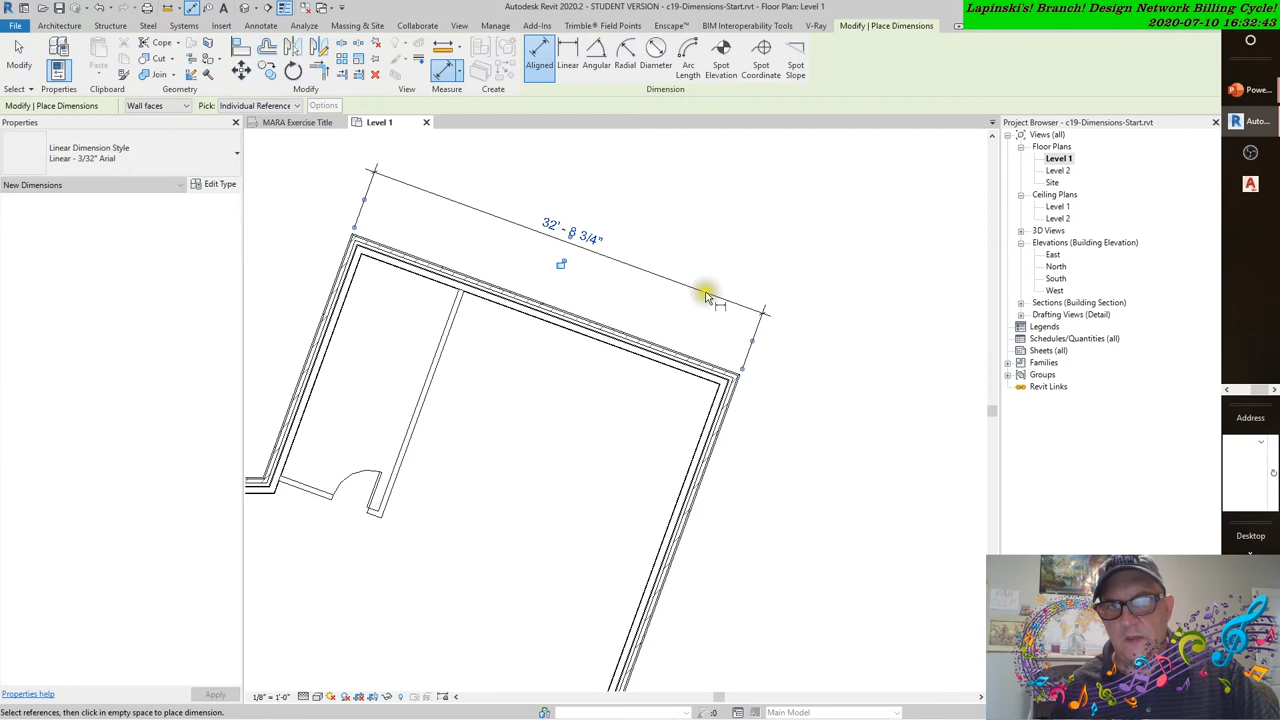 Autodesk Revit 2020.2 - STUDENT VERSION - c19-Dimensions-Start.rvt - Floor Plan: Level 1
Lapinski's! Branch! Design Network Billing Cycle!
2020-07-10 16:32:43
File Architecture Structure Steel Systems Insert Annotate Analyze Massing & Site Collaborate View Manage Add-Ins Trimble® Field Points Enscape™ BIM Interoperability Tools V-Ray Modify | Place Dimensions
Modify
Paste
Cope
Cut
Join
Aligned Linear Angular Radial Diameter Arc Length Spot Elevation Spot Coordinate Spot Slope
Select Properties Clipboard Geometry Modify View Measure Create Dimension
Modify | Place Dimensions Wall faces Pick: Individual Reference Options
Properties
MARA Exercise Title
Level 1
Linear Dimension Style
Linear - 3/32" Arial
New Dimensions
Edit Type
32' - 8 3/4"
Project Browser - c19-Dimensions-Start.rvt
Views (all)
Floor Plans
Level 1
Level 2
Site
Ceiling Plans
Level 1
Level 2
3D Views
Elevations (Building Elevation)
East
North
South
West
Sections (Building Section)
Drafting Views (Detail)
Legends
Schedules/Quantities (all)
Sheets (all)
Families
Groups
Revit Links
Powe...
Auto...
Address
Desktop
Properties help
Apply
1/8" = 1'-0"
Select references, then click in empty space to place dimension.
:0
Main Model